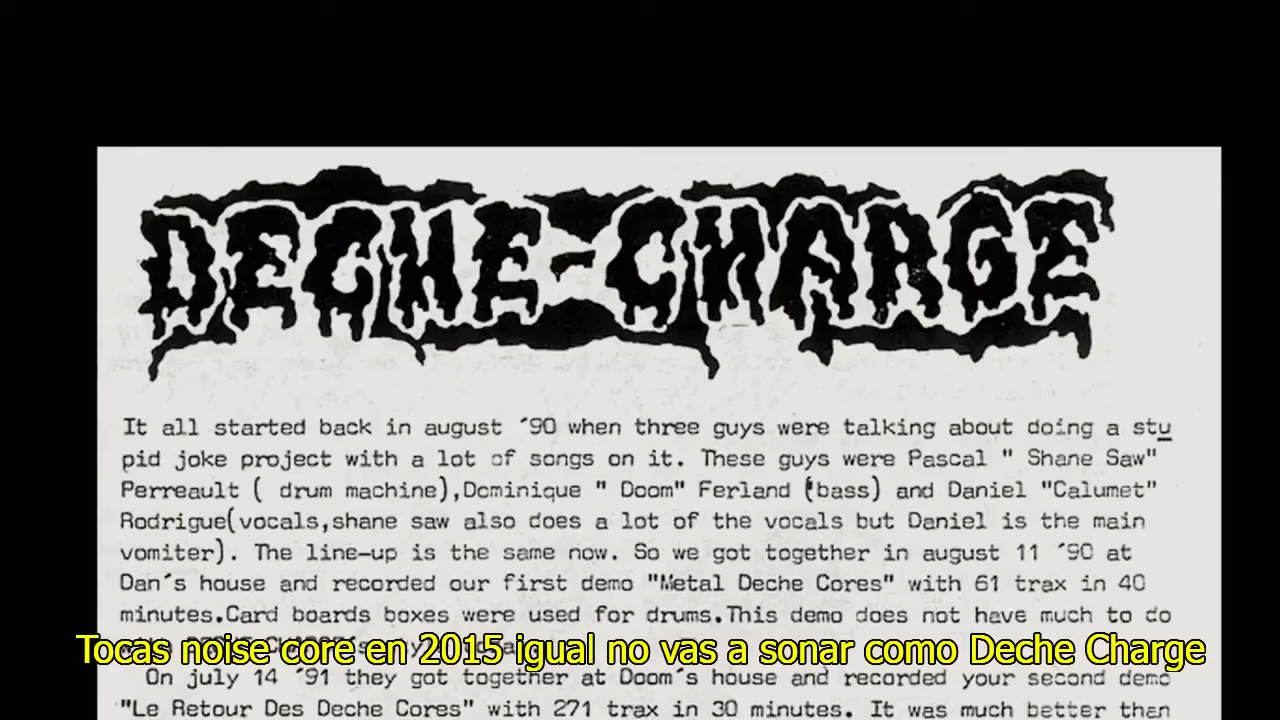 DECHE-CHARGE
It all started back in august ´90 when three guys were talking about doing a stu
pid joke project with a lot of songs on it. These guys were Pascal " Shane Saw"
Perreault ( drum machine),Dominique " Doom" Ferland (bass) and Daniel "Calumet"
Rodrigue(vocals,shane saw also does a lot of the vocals but Daniel is the main
vomiter). The line-up is the same now. So we got together in august 11 ´90 at
Dan´s house and recorded our first demo "Metal Deche Cores" with 61 trax in 40
minutes.Card boards boxes were used for drums.This demo does not have much to do
Tocas noise core en 2015 igual no vas a sonar como Deche Charge
On july 14 ´91 they got together at Doom´s house and recorded your second demo
"Le Retour Des Deche Cores" with 271 trax in 30 minutes. It was much better than